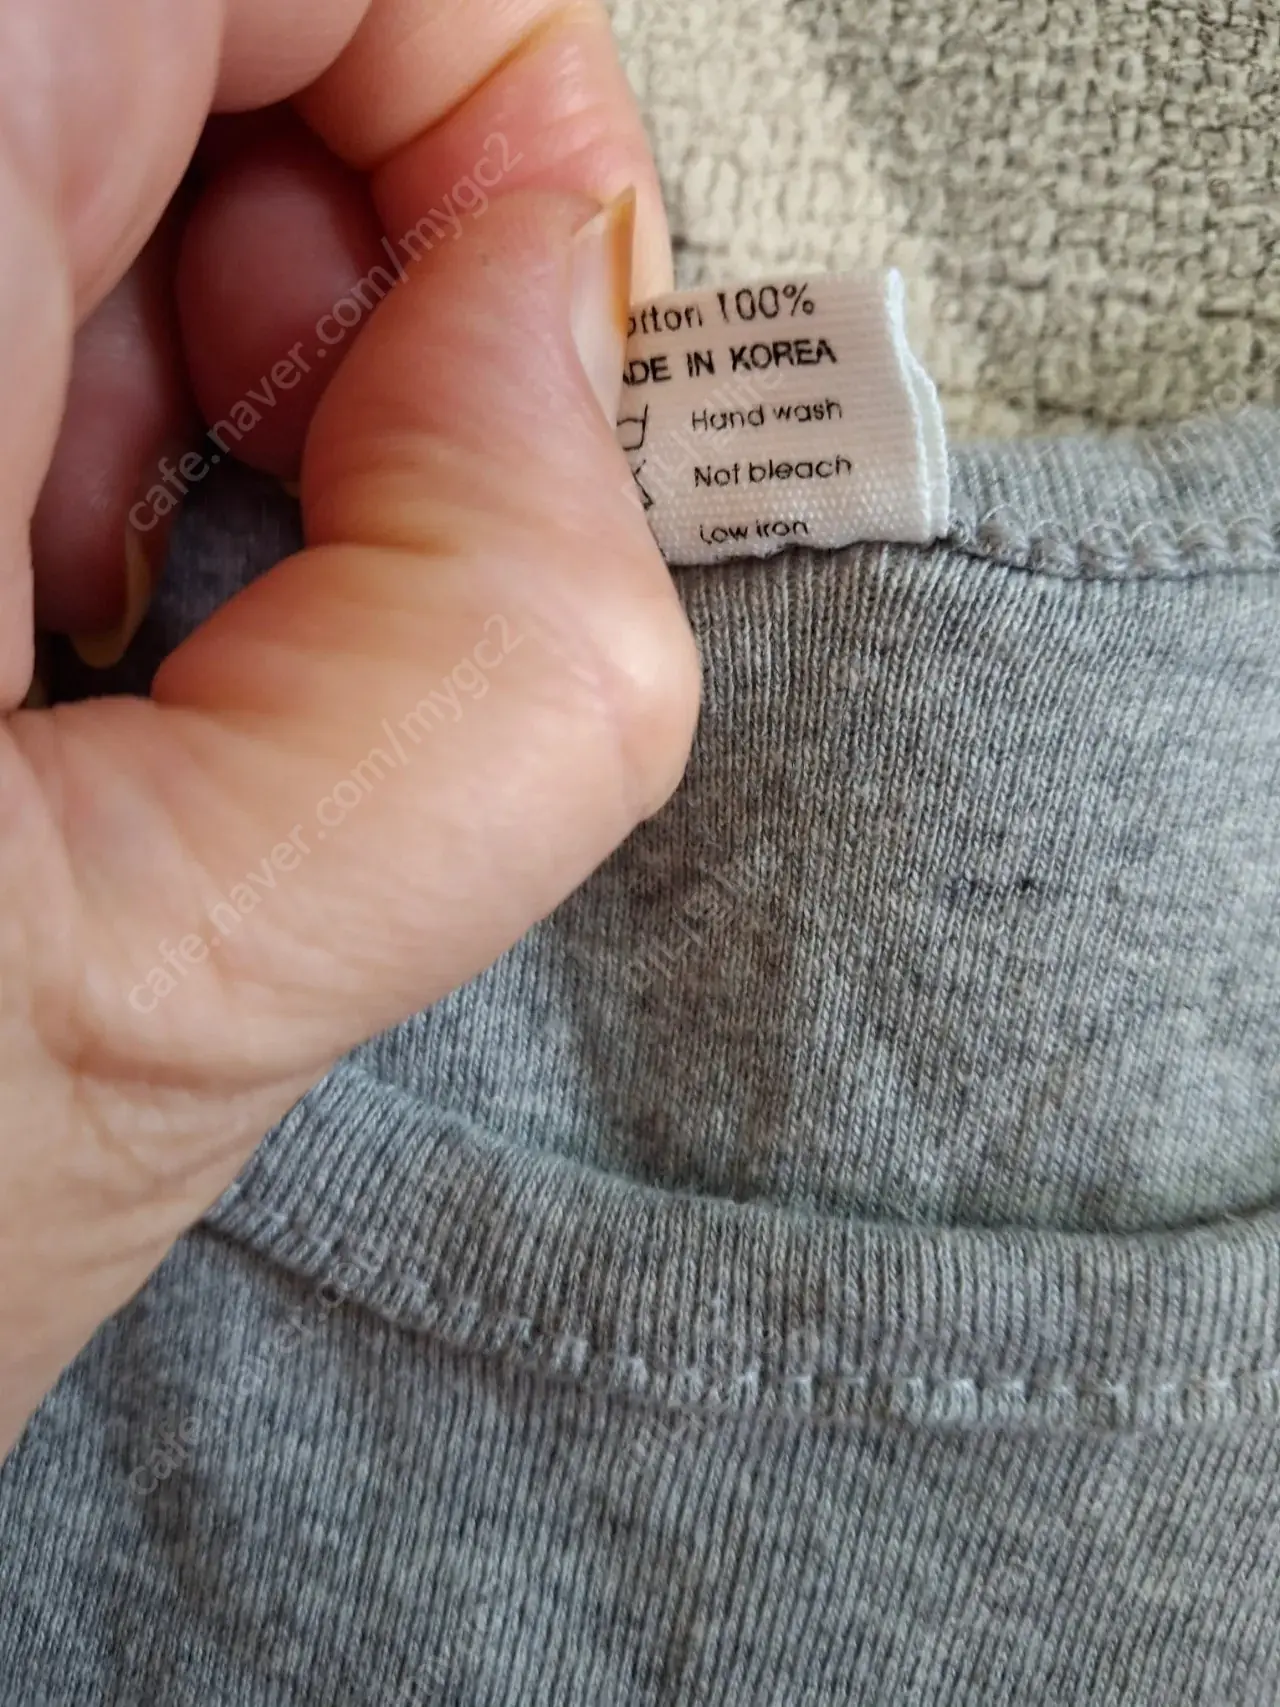 otton 100%
ADE IN KOREA
Hand wash
Not bleach
Low iron
cafe.naver.com/mygc2
cafe.naver.com/mygc2